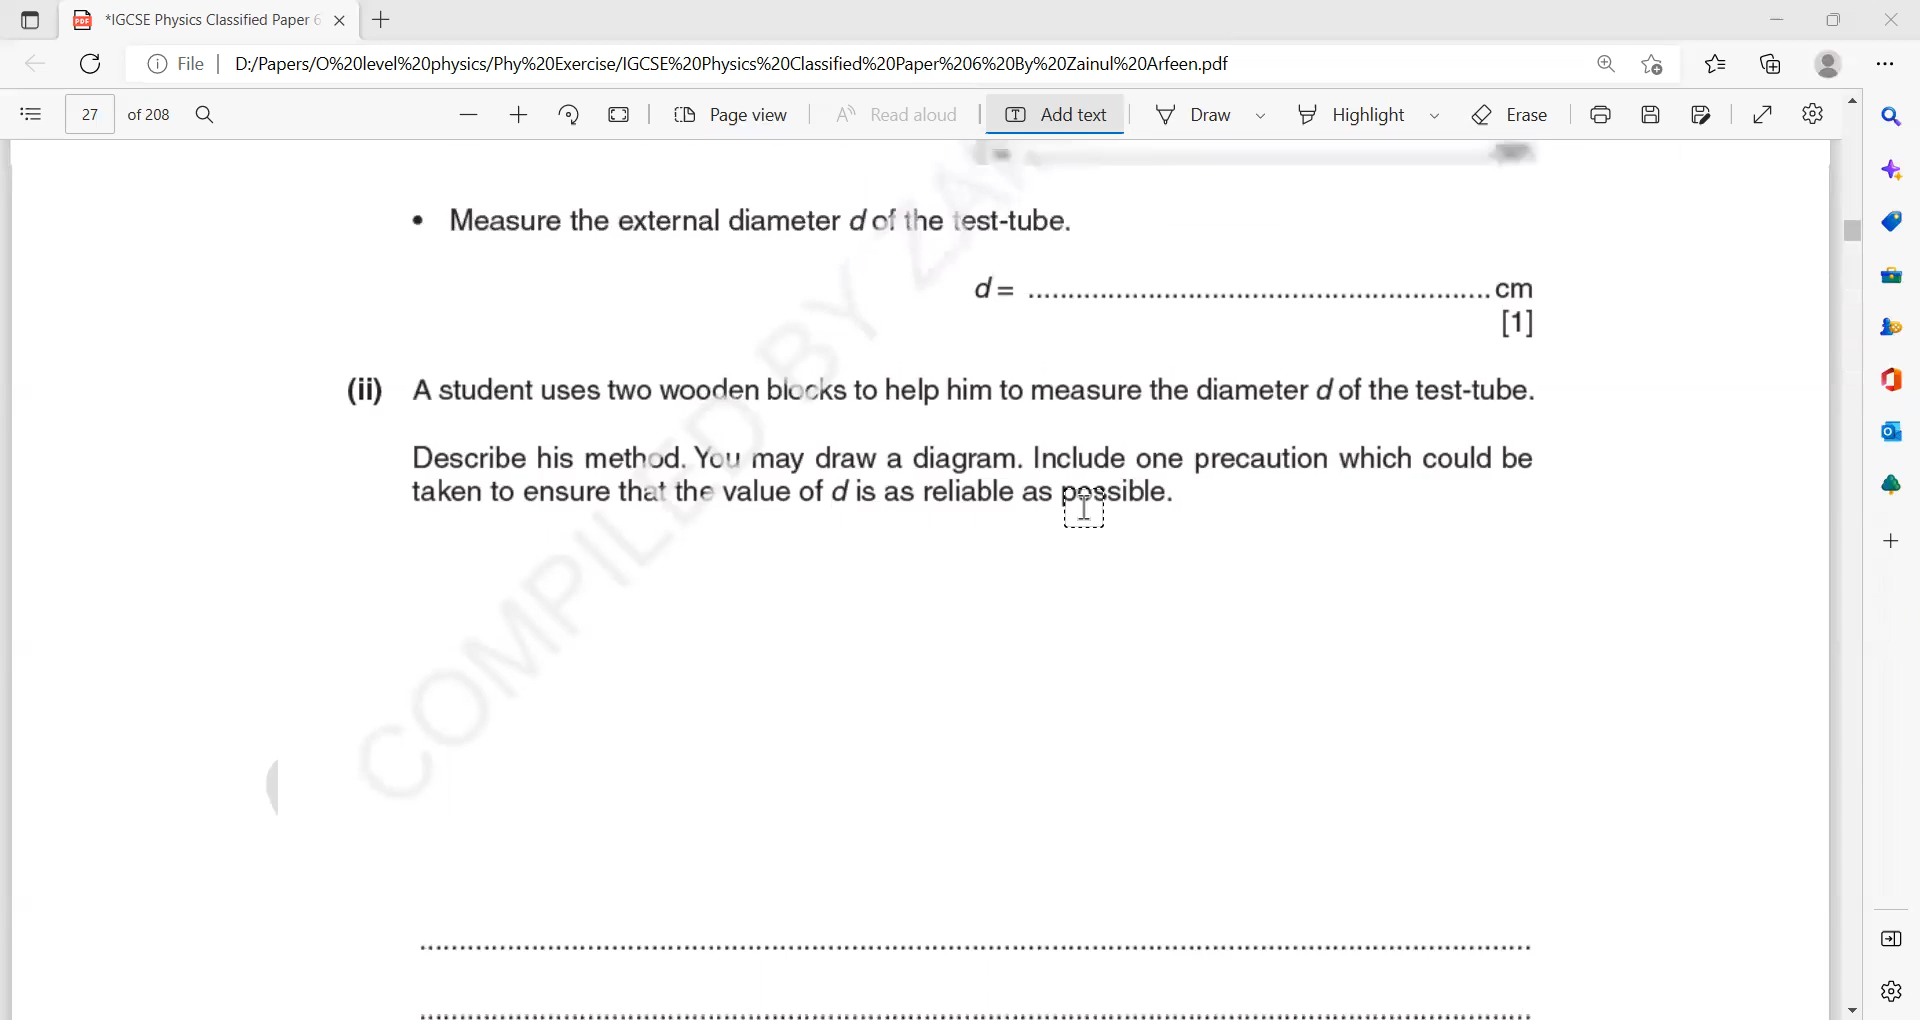 *IGCSE Physics Classified Paper 6
File
D:/Papers/O%20level%20physics/Phy%20Exercise/IGCSE%20Physics%20Classified%20Paper%206%20By%20Zainul%20Arfeen.pdf
27 of 208
Page view
Read aloud
Add text
Draw
Highlight
Erase
• Measure the external diameter d of the test-tube.
d = ........................................................ cm
[1]
(ii) A student uses two wooden blocks to help him to measure the diameter d of the test-tube.
Describe his method. You may draw a diagram. Include one precaution which could be
taken to ensure that the value of d is as reliable as possible.
COMPILED BY